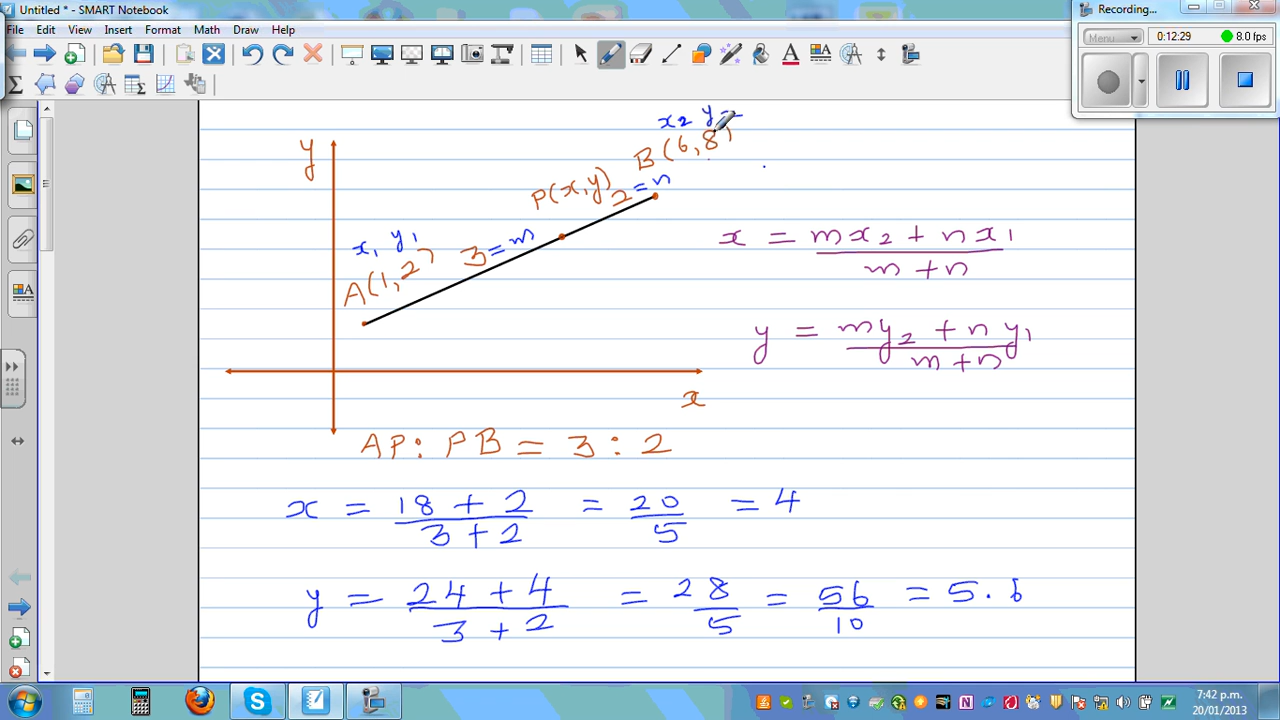 Untitled * - SMART Notebook
Recording...
File Edit View Insert Format Math Draw Help
Menu
0:12:29
8.0 fps
x₂ y₂
B(6,8)
y
P(x,y)
2 = n
x₁ y₁
3 = m
A(1,2)
x = (mx₂ + nx₁)/(m + n)
y = (my₂ + ny₁)/(m + n)
x
AP : PB = 3 : 2
x = (18 + 2)/(3 + 2) = 20/5 = 4
y = (24 + 4)/(3 + 2) = 28/5 = 56/10 = 5.6
7:42 p.m.
20/01/2013